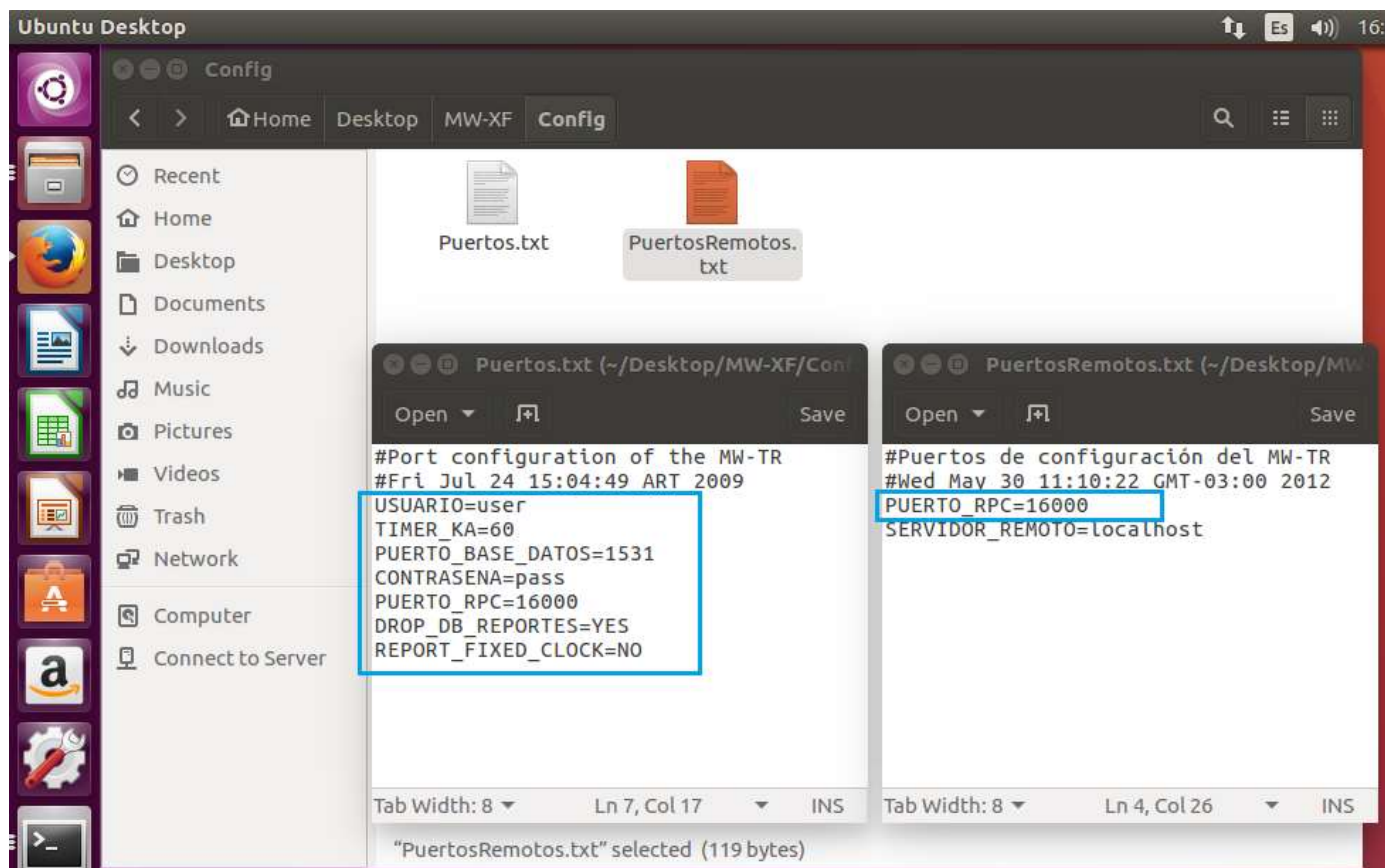 Ubuntu Desktop
Es
16:
Config
Home Desktop MW-XF Config
Recent
Home
Desktop
Documents
Downloads
Music
Pictures
Videos
Trash
Network
Computer
Connect to Server
Puertos.txt
PuertosRemotos.
txt
Puertos.txt (~/Desktop/MW-XF/Conf
Open Save
#Port configuration of the MW-TR
#Fri Jul 24 15:04:49 ART 2009
USUARIO=user
TIMER_KA=60
PUERTO_BASE_DATOS=1531
CONTRASENA=pass
PUERTO_RPC=16000
DROP_DB_REPORTES=YES
REPORT_FIXED_CLOCK=NO
Tab Width: 8 Ln 7, Col 17 INS
PuertosRemotos.txt (~/Desktop/MW
Open Save
#Puertos de configuración del MW-TR
#Wed May 30 11:10:22 GMT-03:00 2012
PUERTO_RPC=16000
SERVIDOR_REMOTO=localhost
Tab Width: 8 Ln 4, Col 26 INS
"PuertosRemotos.txt" selected (119 bytes)
a
>_